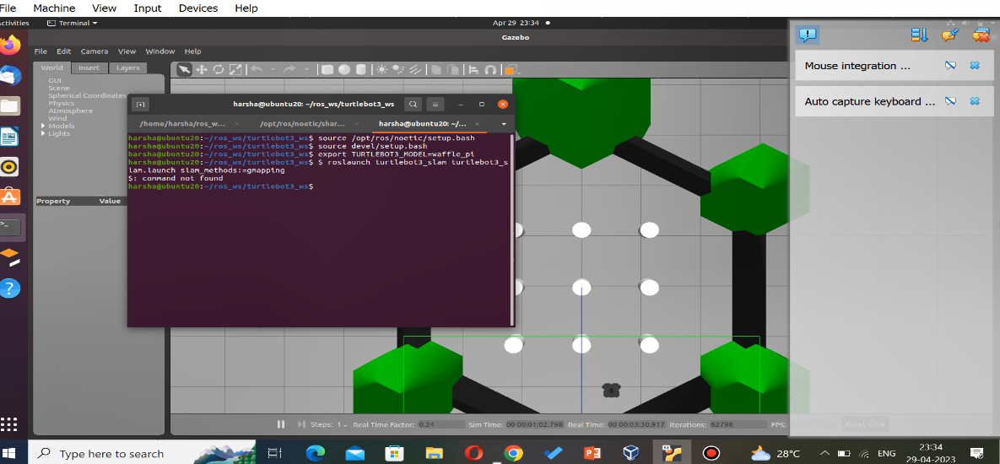 File Machine View Input Devices Help
Activities Terminal Apr 29 23:34
Gazebo
File Edit Camera View Window Help
World Insert Layers
GUI
Scene
Spherical Coordinates
Physics
Atmosphere
Wind
Models
Lights
Property Value
harsha@ubuntu20: ~/ros_ws/turtlebot3_ws
/home/harsha/ros_w... /opt/ros/noetic/shar... harsha@ubuntu20: ~/...
harsha@ubuntu20:~/ros_ws/turtlebot3_ws$ source /opt/ros/noetic/setup.bash
harsha@ubuntu20:~/ros_ws/turtlebot3_ws$ source devel/setup.bash
harsha@ubuntu20:~/ros_ws/turtlebot3_ws$ export TURTLEBOT3_MODEL=waffle_pi
harsha@ubuntu20:~/ros_ws/turtlebot3_ws$ $ roslaunch turtlebot3_slam turtlebot3_s
lam.launch slam_methods:=gmapping
$: command not found
harsha@ubuntu20:~/ros_ws/turtlebot3_ws$
Mouse integration ...
Auto capture keyboard ...
Steps: 1 Real Time Factor: 0.24 Sim Time: 00 00:01:02.798 Real Time: 00 00:03:30.917 Iterations: 62798 FPS: Reset Time
Type here to search
28°C
ENG
23:34
29-04-2023